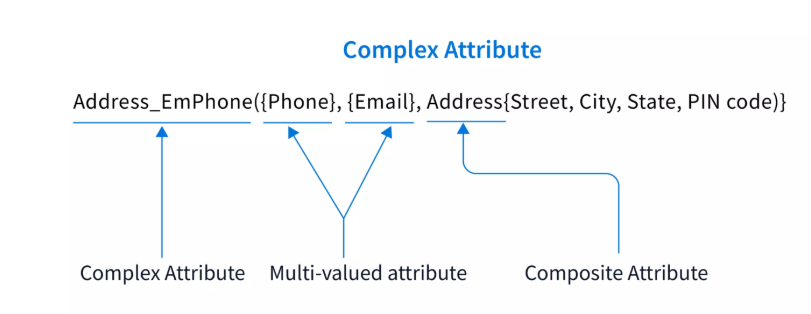 Complex Attribute
Address_EmPhone({Phone}, {Email}, Address{Street, City, State, PIN code)}
Complex Attribute Multi-valued attribute Composite Attribute